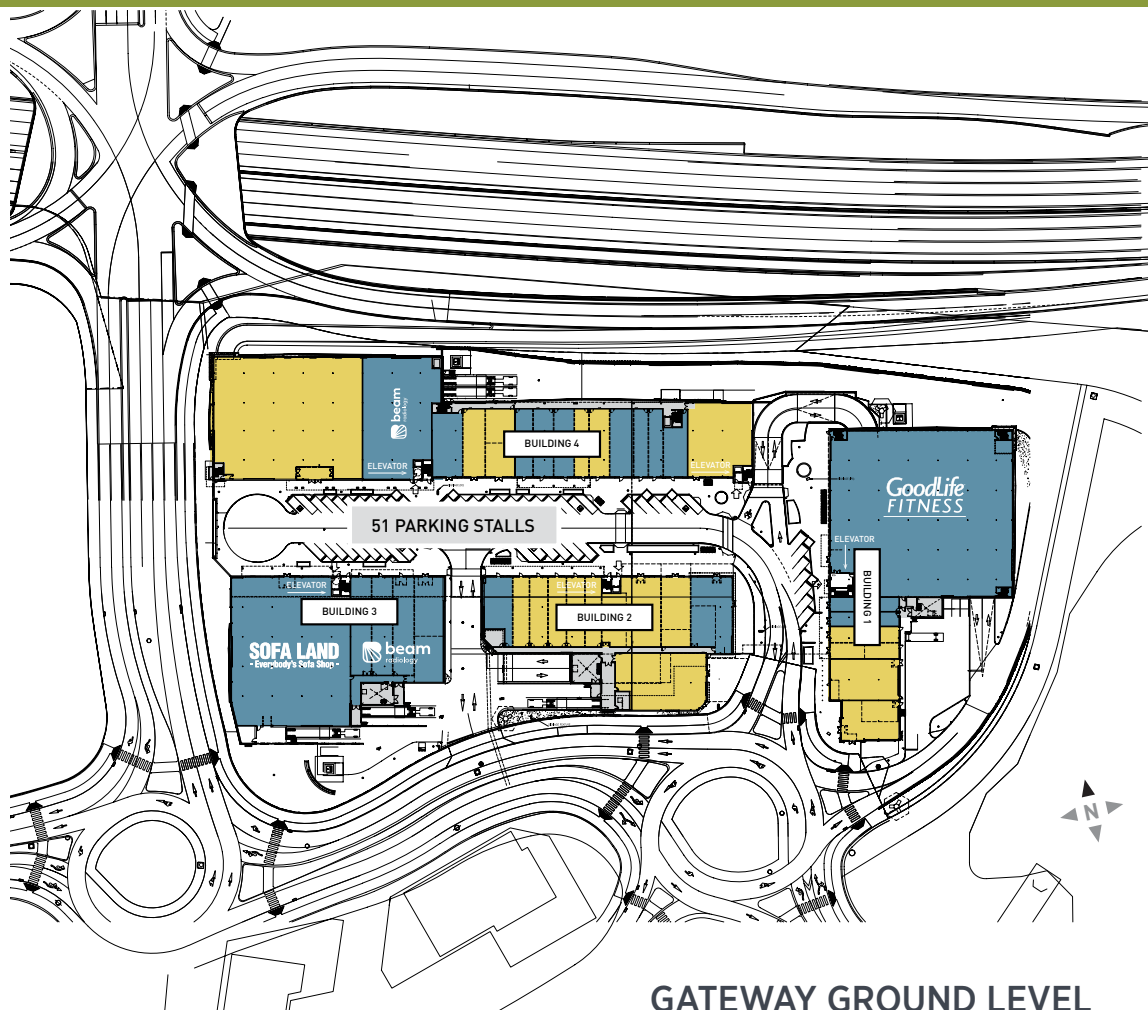 beam
radiology
BUILDING 4
ELEVATOR
ELEVATOR
GoodLife
FITNESS
51 PARKING STALLS
ELEVATOR
ELEVATOR
ELEVATOR
BUILDING 3
BUILDING 2
BUILDING 1
SOFA LAND
- Everybody's Sofa Shop -
beam
radiology
N
GATEWAY GROUND LEVEL